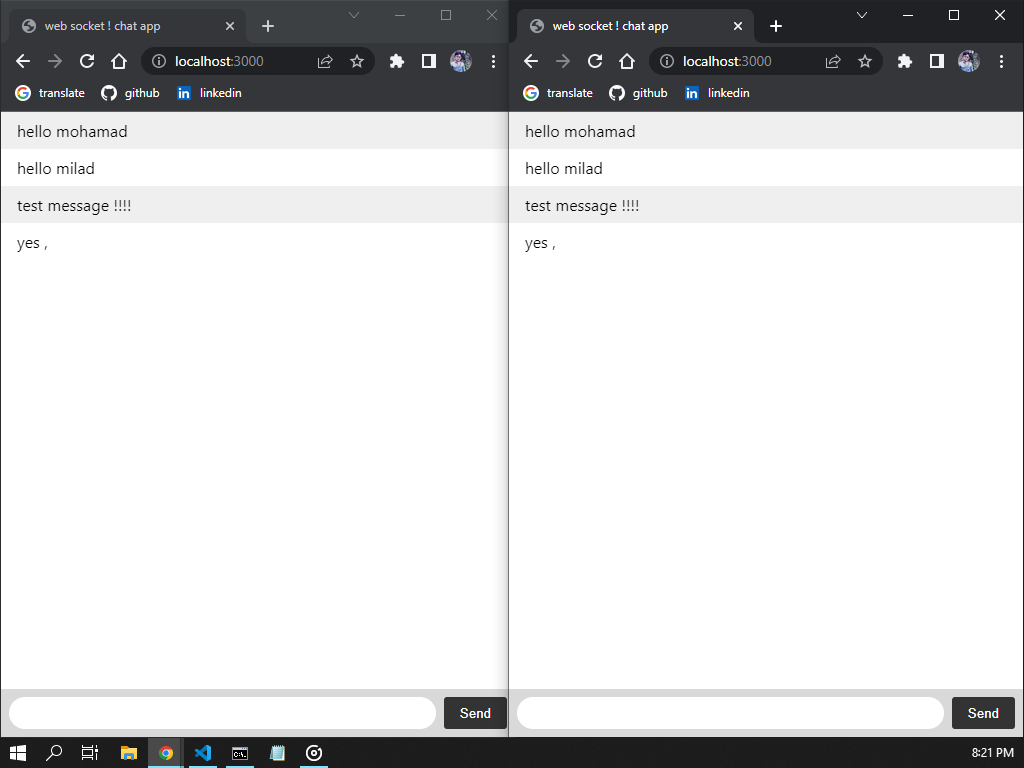 web socket ! chat app
localhost:3000
translate github linkedin
hello mohamad
hello milad
test message !!!!
yes ,
Send
web socket ! chat app
localhost:3000
translate github linkedin
hello mohamad
hello milad
test message !!!!
yes ,
Send
8:21 PM